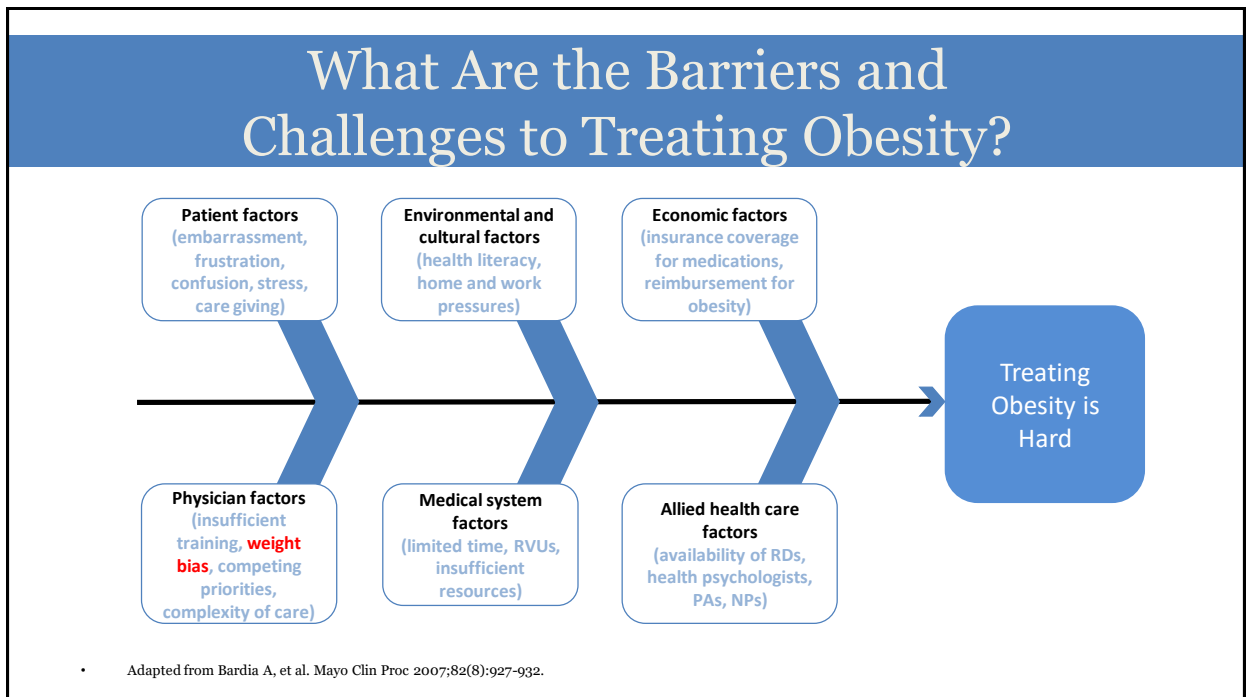 What Are the Barriers and
Challenges to Treating Obesity?
Patient factors
(embarrassment,
frustration,
confusion, stress,
care giving)
Environmental and
cultural factors
(health literacy,
home and work
pressures)
Economic factors
(insurance coverage
for medications,
reimbursement for
obesity)
Treating
Obesity is
Hard
Physician factors
(insufficient
training, weight
bias, competing
priorities,
complexity of care)
Medical system
factors
(limited time, RVUs,
insufficient
resources)
Allied health care
factors
(availability of RDs,
health psychologists,
PAs, NPs)
• Adapted from Bardia A, et al. Mayo Clin Proc 2007;82(8):927-932.